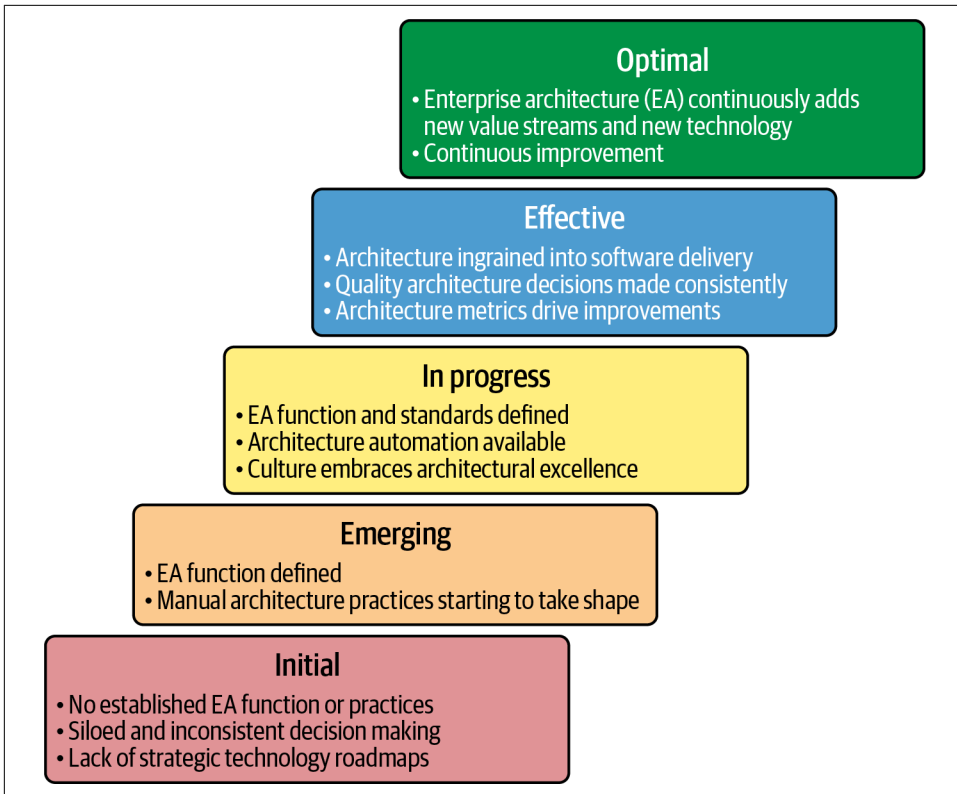 Optimal
• Enterprise architecture (EA) continuously adds
new value streams and new technology
• Continuous improvement
Effective
• Architecture ingrained into software delivery
• Quality architecture decisions made consistently
• Architecture metrics drive improvements
In progress
• EA function and standards defined
• Architecture automation available
• Culture embraces architectural excellence
Emerging
• EA function defined
• Manual architecture practices starting to take shape
Initial
• No established EA function or practices
• Siloed and inconsistent decision making
• Lack of strategic technology roadmaps